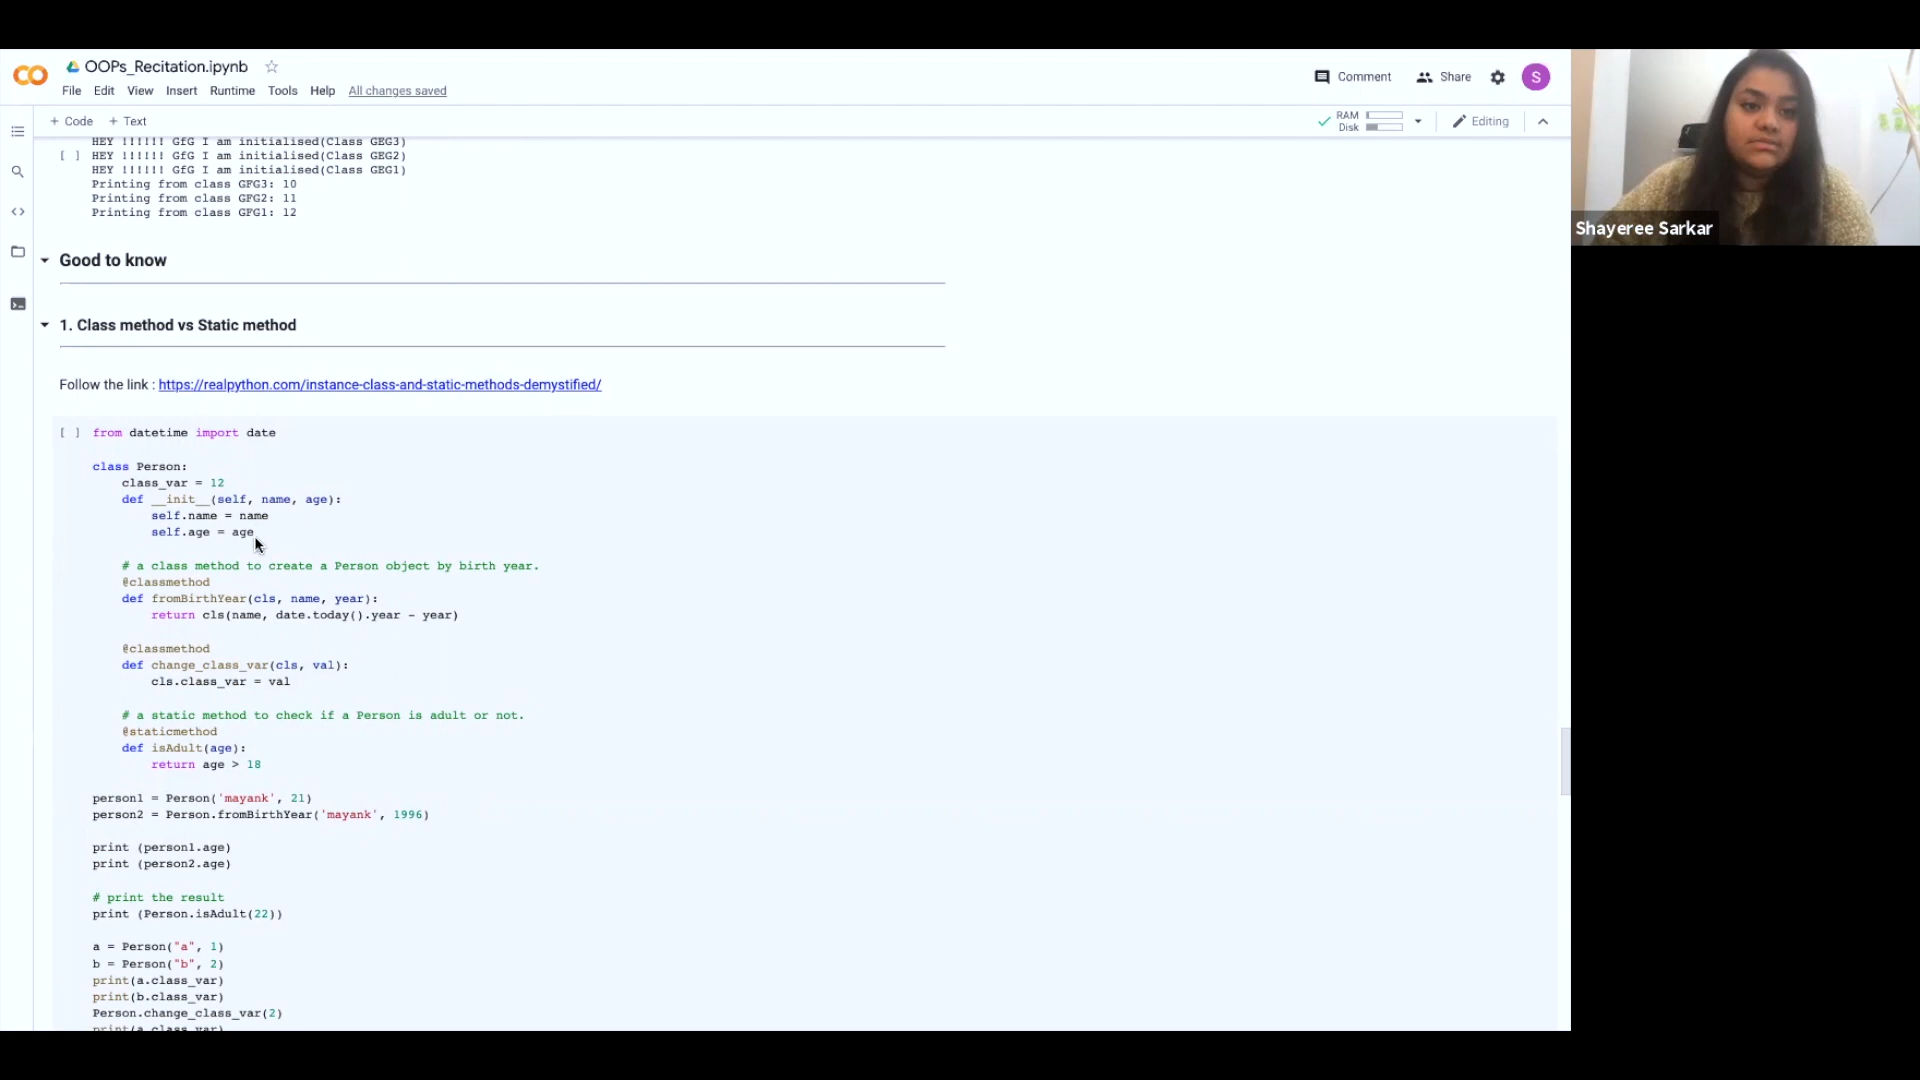 OOPs_Recitation.ipynb
File Edit View Insert Runtime Tools Help All changes saved
Comment Share S
+ Code + Text
RAM
Disk
Editing
HEY !!!!!! GfG I am initialised(Class GEG3)
[ ] HEY !!!!!! GfG I am initialised(Class GEG2)
HEY !!!!!! GfG I am initialised(Class GEG1)
Printing from class GFG3: 10
Printing from class GFG2: 11
Printing from class GFG1: 12
Good to know
1. Class method vs Static method
Follow the link : https://realpython.com/instance-class-and-static-methods-demystified/
[ ] from datetime import date
class Person:
class_var = 12
def __init__(self, name, age):
self.name = name
self.age = age
# a class method to create a Person object by birth year.
@classmethod
def fromBirthYear(cls, name, year):
return cls(name, date.today().year - year)
@classmethod
def change_class_var(cls, val):
cls.class_var = val
# a static method to check if a Person is adult or not.
@staticmethod
def isAdult(age):
return age > 18
person1 = Person('mayank', 21)
person2 = Person.fromBirthYear('mayank', 1996)
print (person1.age)
print (person2.age)
# print the result
print (Person.isAdult(22))
a = Person("a", 1)
b = Person("b", 2)
print(a.class_var)
print(b.class_var)
Person.change_class_var(2)
print(a.class_var)
Shayeree Sarkar